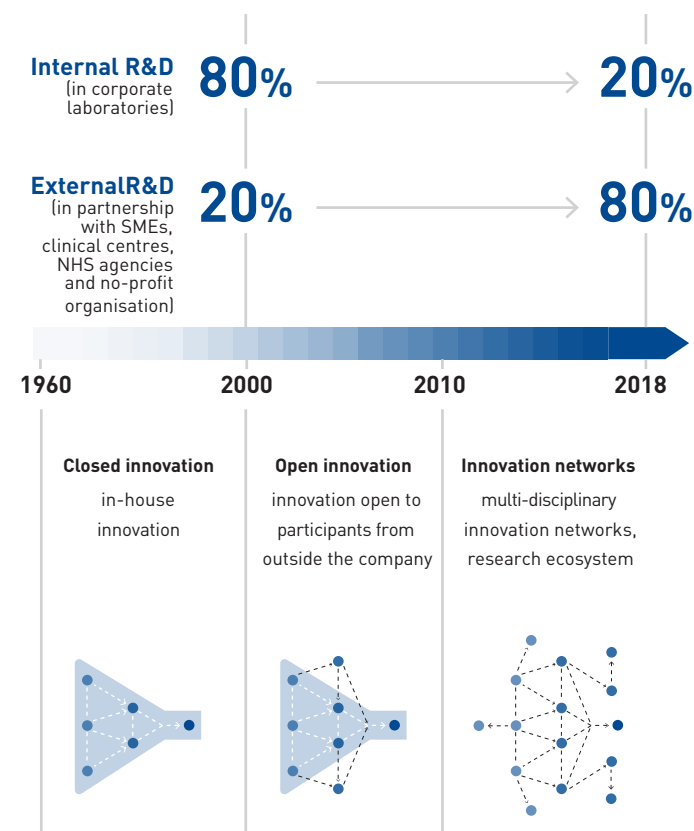 Internal R&D
(in corporate
laboratories)
80%
20%
ExternalR&D
(in partnership
with SMEs,
clinical centres,
NHS agencies
and no-profit
organisation)
20%
80%
1960
2000
2010
2018
Closed innovation
in-house
innovation
Open innovation
innovation open to
participants from
outside the company
Innovation networks
multi-disciplinary
innovation networks,
research ecosystem